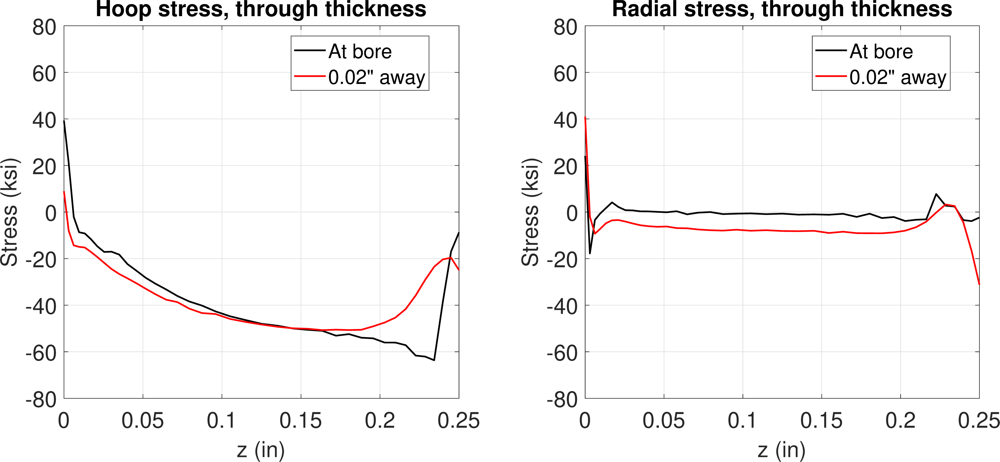 Hoop stress, through thickness
80
60
40
20
0
-20
-40
-60
-80
Stress (ksi)
At bore
0.02" away
0 0.05 0.1 0.15 0.2 0.25
z (in)
Radial stress, through thickness
80
60
40
20
0
-20
-40
-60
-80
Stress (ksi)
At bore
0.02" away
0 0.05 0.1 0.15 0.2 0.25
z (in)